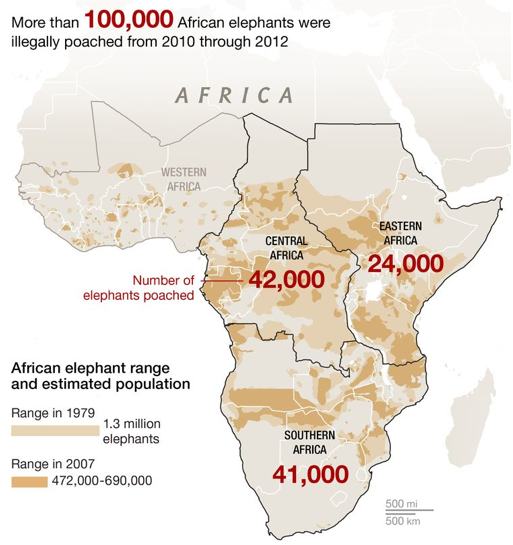 More than 100,000 African elephants were
illegally poached from 2010 through 2012
AFRICA
WESTERN
AFRICA
EASTERN
AFRICA
24,000
CENTRAL
AFRICA
42,000
Number of
elephants poached
African elephant range
and estimated population
Range in 1979
1.3 million
elephants
Range in 2007
472,000-690,000
SOUTHERN
AFRICA
41,000
500 mi
500 km